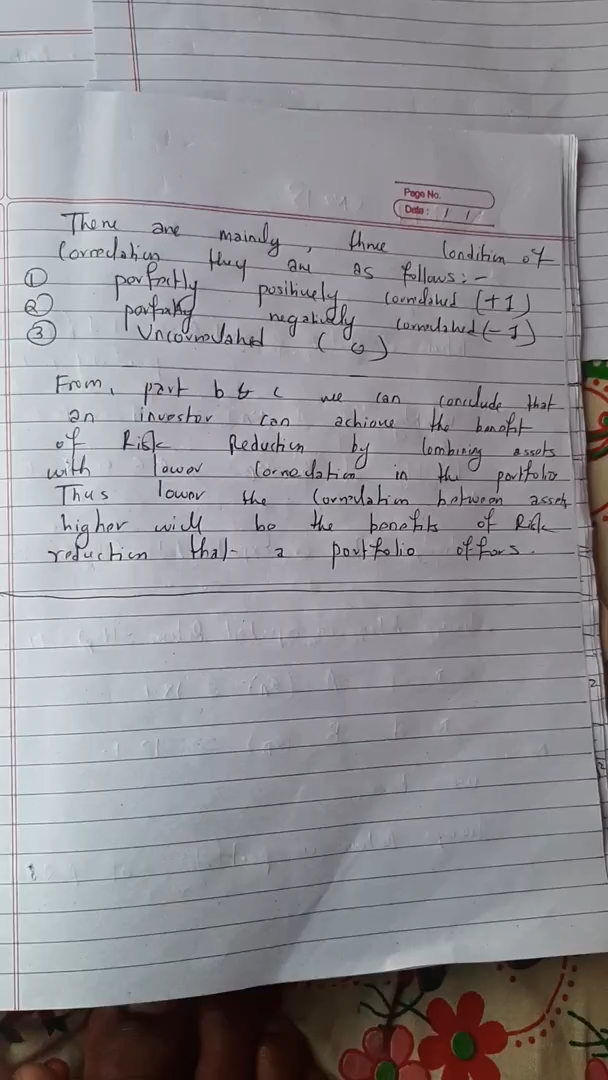 Page No.
Date: / /
There are mainly, three Condition of
Correlation they are as follows:-
① perfectly positively correlated (+1)
② perfectly negatively correlated (-1)
③ Uncorrelated (0)
From, part b & c we can conclude that
an investor can achieve the benefit
of Risk Reduction by Combining assets
with lower Correlation in the portfolio
Thus lower the Correlation between assets
higher will be the benefits of Risk
reduction that a portfolio offers.